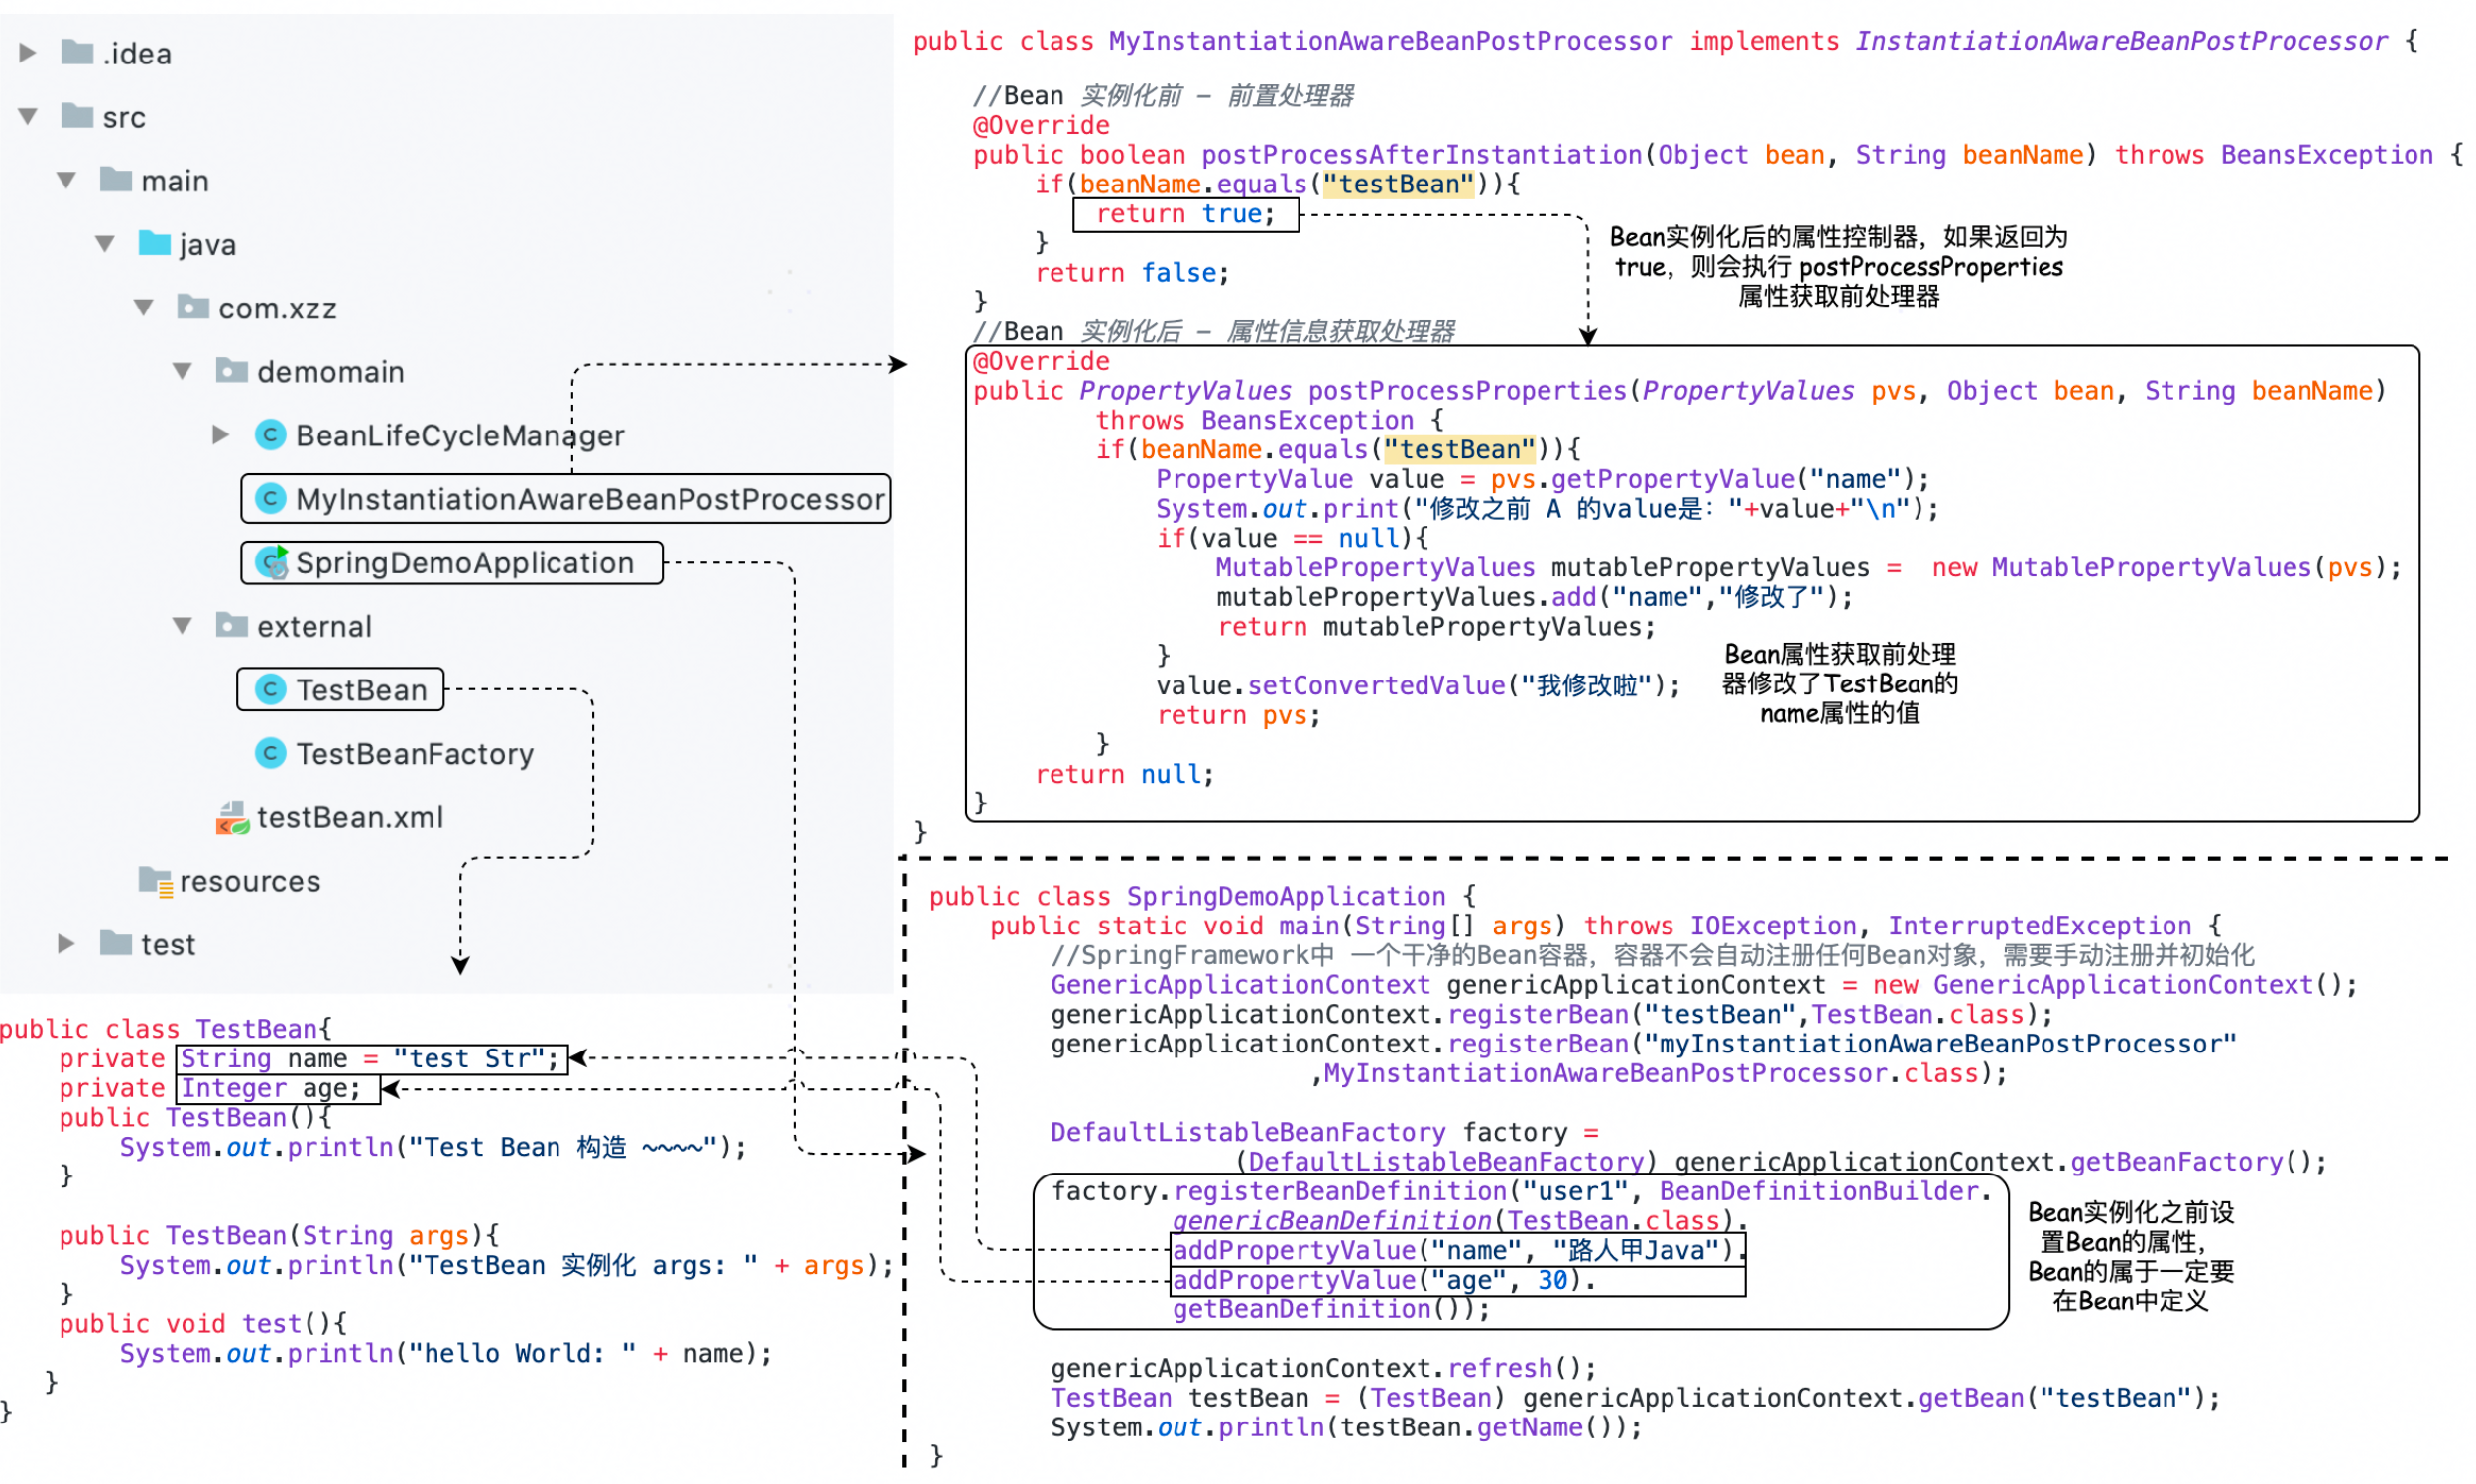 .idea
src
main
java
com.xzz
demomain
BeanLifeCycleManager
MyInstantiationAwareBeanPostProcessor
SpringDemoApplication
external
TestBean
TestBeanFactory
testBean.xml
resources
test
public class MyInstantiationAwareBeanPostProcessor implements InstantiationAwareBeanPostProcessor {
//Bean 实例化前 - 前置处理器
@Override
public boolean postProcessAfterInstantiation(Object bean, String beanName) throws BeansException {
if(beanName.equals("testBean")){
return true;
}
return false;
}
Bean实例化后的属性控制器，如果返回为
true，则会执行 postProcessProperties
属性获取前处理器
//Bean 实例化后 - 属性信息获取处理器
@Override
public PropertyValues postProcessProperties(PropertyValues pvs, Object bean, String beanName)
throws BeansException {
if(beanName.equals("testBean")){
PropertyValue value = pvs.getPropertyValue("name");
System.out.print("修改之前 A 的value是："+value+"\n");
if(value == null){
MutablePropertyValues mutablePropertyValues =  new MutablePropertyValues(pvs);
mutablePropertyValues.add("name","修改了");
return mutablePropertyValues;
}
value.setConvertedValue("我修改啦");
return pvs;
}
return null;
}
}
Bean属性获取前处理
器修改了TestBean的
name属性的值
public class TestBean{
private String name = "test Str";
private Integer age;
public TestBean(){
System.out.println("Test Bean 构造 ~~~~");
}
public TestBean(String args){
System.out.println("TestBean 实例化 args: " + args);
}
public void test(){
System.out.println("hello World: " + name);
}
}
public class SpringDemoApplication {
public static void main(String[] args) throws IOException, InterruptedException {
//SpringFramework中 一个干净的Bean容器，容器不会自动注册任何Bean对象，需要手动注册并初始化
GenericApplicationContext genericApplicationContext = new GenericApplicationContext();
genericApplicationContext.registerBean("testBean",TestBean.class);
genericApplicationContext.registerBean("myInstantiationAwareBeanPostProcessor"
,MyInstantiationAwareBeanPostProcessor.class);
DefaultListableBeanFactory factory =
(DefaultListableBeanFactory) genericApplicationContext.getBeanFactory();
factory.registerBeanDefinition("user1", BeanDefinitionBuilder.
genericBeanDefinition(TestBean.class).
addPropertyValue("name", "路人甲Java").
addPropertyValue("age", 30).
getBeanDefinition());
Bean实例化之前设
置Bean的属性，
Bean的属于一定要
在Bean中定义
genericApplicationContext.refresh();
TestBean testBean = (TestBean) genericApplicationContext.getBean("testBean");
System.out.println(testBean.getName());
}